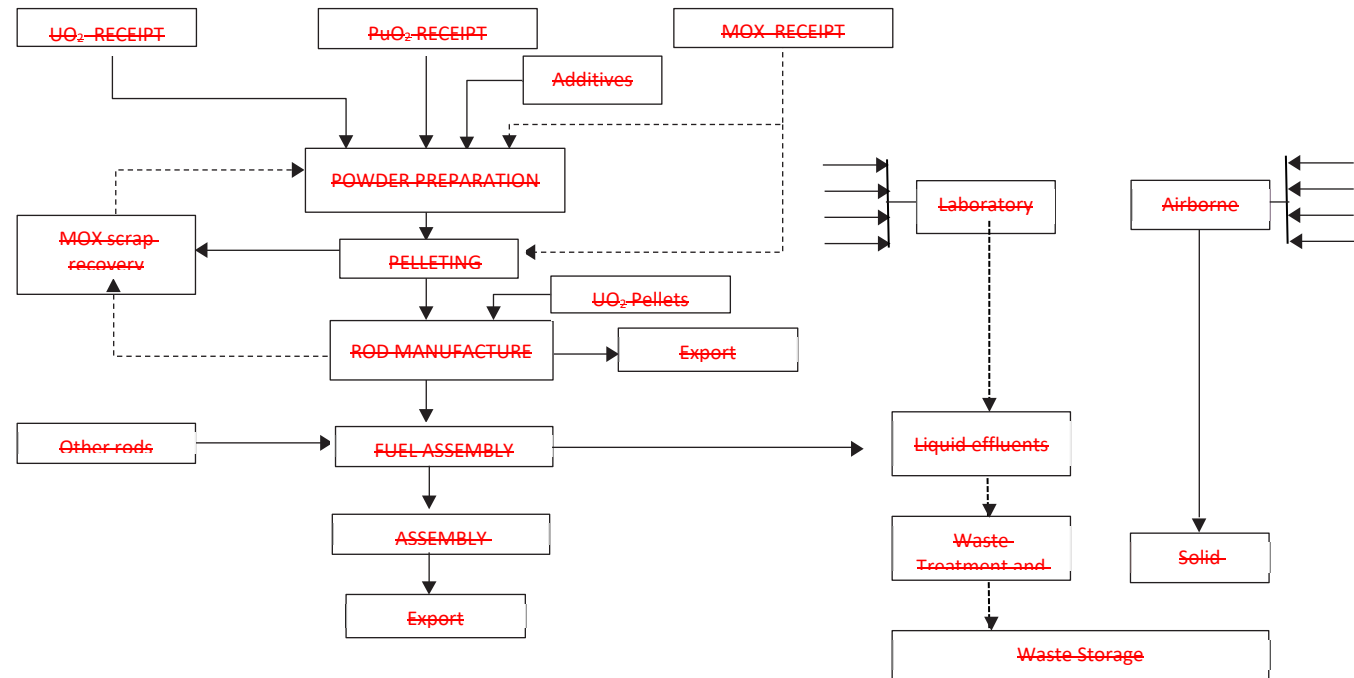 UO₂ RECEIPT
PuO₂ RECEIPT
MOX RECEIPT
Additives
POWDER PREPARATION
Laboratory
Airborne
MOX scrap
recovery
PELLETING
UO₂ Pellets
ROD MANUFACTURE
Export
Other rods
FUEL ASSEMBLY
Liquid effluents
ASSEMBLY
Waste
Treatment and
Solid
Export
Waste Storage